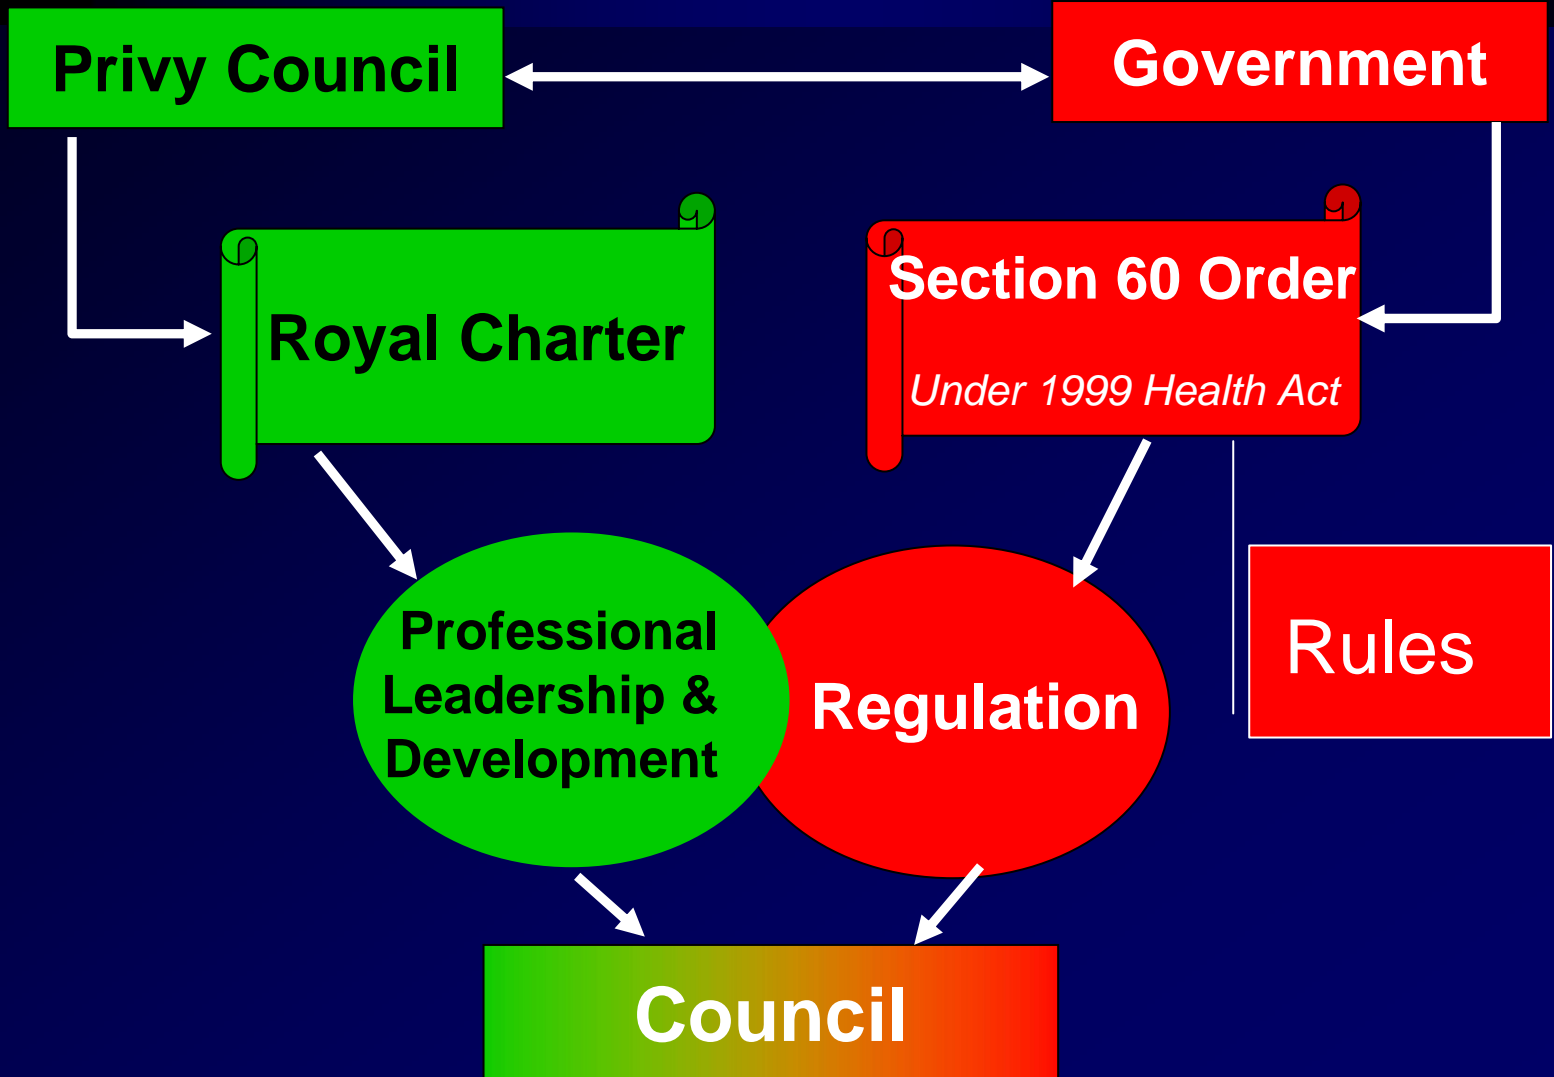 Privy Council
Government
Royal Charter
Section 60 Order
Under 1999 Health Act
Professional
Leadership &
Development
Regulation
Rules
Council